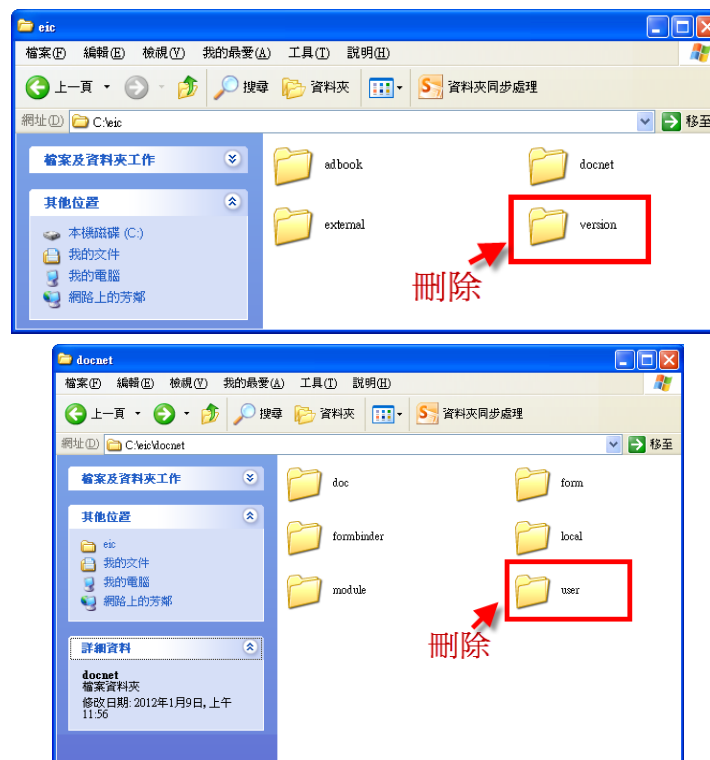 eic
檔案(F) 編輯(E) 檢視(V) 我的最愛(A) 工具(T) 說明(H)
上一頁 搜尋 資料夾 資料夾同步處理
網址(D) C:\eic 移至
檔案及資料夾工作
其他位置
本機磁碟 (C:)
我的文件
我的電腦
網路上的芳鄰
adbook docnet
external version
刪除
docnet
檔案(F) 編輯(E) 檢視(V) 我的最愛(A) 工具(T) 說明(H)
上一頁 搜尋 資料夾 資料夾同步處理
網址(D) C:\eic\docnet 移至
檔案及資料夾工作
其他位置
eic
我的文件
我的電腦
網路上的芳鄰
詳細資料
docnet
檔案資料夾
修改日期: 2012年1月9日, 上午
11:56
doc form
formbinder local
module user
刪除